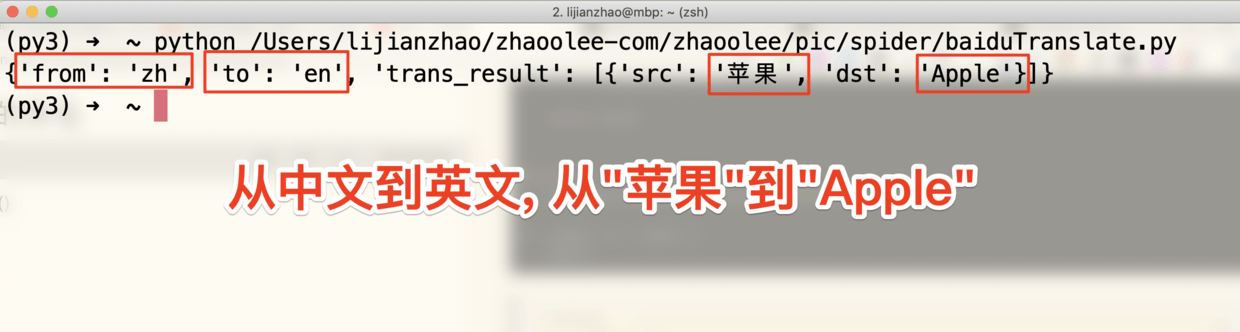 2. lijianzhao@mbp: ~ (zsh)
(py3) → ~ python /Users/lijianzhao/zhaoolee-com/zhaoolee/pic/spider/baiduTranslate.py
{'from': 'zh', 'to': 'en', 'trans_result': [{'src': '苹果', 'dst': 'Apple'}]}
(py3) → ~
从中文到英文, 从"苹果"到"Apple"